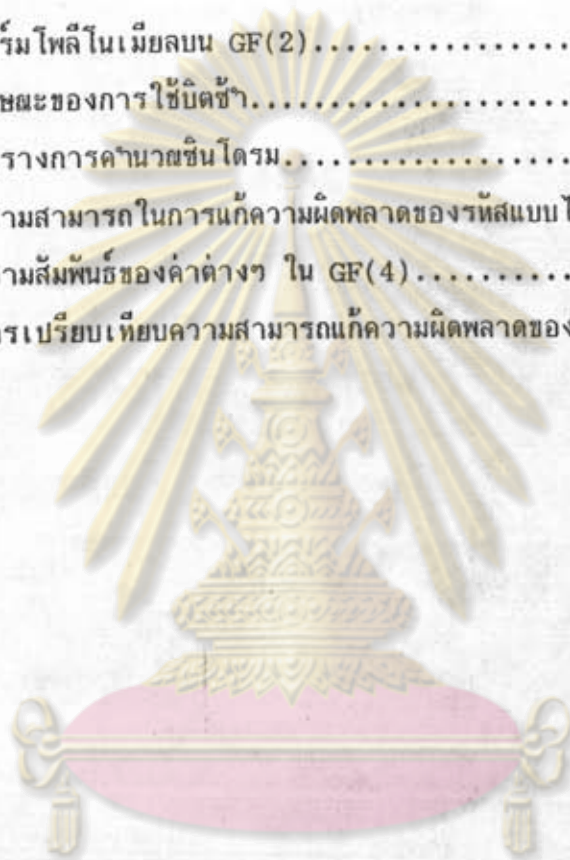 ร์มโพลีโนเมียลบน GF(2)................
ษณะของการใช้บิตซ้ำ....................
รางการคำนวณซินโดรม..................
ามสามารถในการแก้ความผิดพลาดของรหัสแบบไ
ามสัมพันธ์ของค่าต่างๆ ใน GF(4)...........
รเปรียบเทียบความสามารถแก้ความผิดพลาดของ